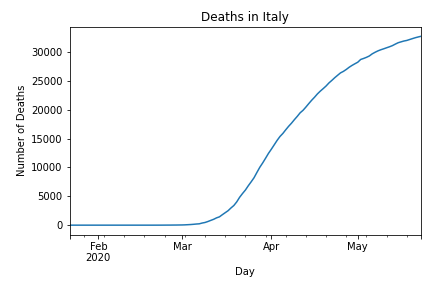 Deaths in Italy
Number of Deaths
30000
25000
20000
15000
10000
5000
0
Feb
2020
Mar
Apr
May
Day